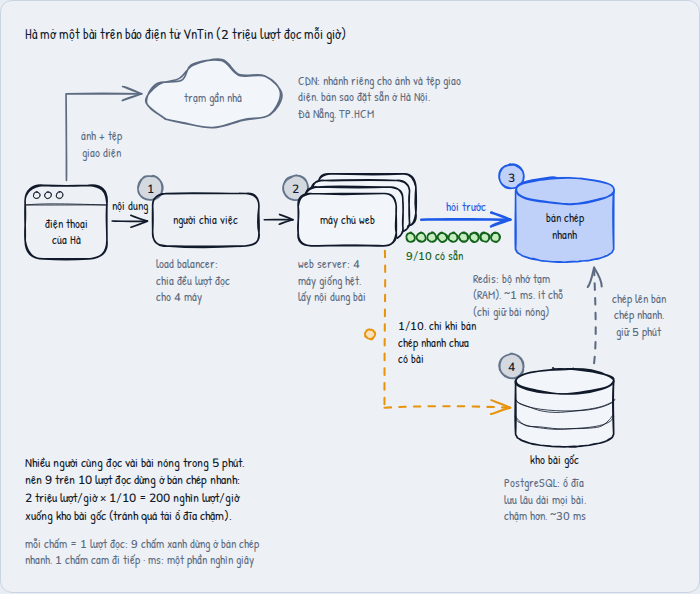 Hà mở một bài trên báo điện tử VnTin (2 triệu lượt đọc mỗi giờ)
trạm gần nhà
CDN: nhánh riêng cho ảnh và tệp giao
diện. bản sao đặt sẵn ở Hà Nội.
Đà Nẵng. TP.HCM
ảnh + tệp
giao diện
điện thoại
của Hà
nội dung
1
người chia việc
load balancer:
chia đều lượt đọc
cho 4 máy
2
máy chủ web
web server: 4
máy giống hệt.
lấy nội dung bài
hỏi trước
9/10 có sẵn
3
bản chép
nhanh
Redis: bộ nhớ tạm
(RAM). ~1 ms. ít chỗ
(chỉ giữ bài nóng)
chép lên bản
chép nhanh.
giữ 5 phút
1/10. chỉ khi bản
chép nhanh chưa
có bài
4
kho bài gốc
PostgreSQL: ổ đĩa
lưu lâu dài mọi bài.
chậm hơn. ~30 ms
Nhiều người cùng đọc vài bài nóng trong 5 phút.
nên 9 trên 10 lượt đọc dừng ở bản chép nhanh:
2 triệu lượt/giờ × 1/10 = 200 nghìn lượt/giờ
xuống kho bài gốc (tránh quá tải ổ đĩa chậm).
mỗi chấm = 1 lượt đọc: 9 chấm xanh dừng ở bản chép
nhanh. 1 chấm cam đi tiếp · ms: một phần nghìn giây